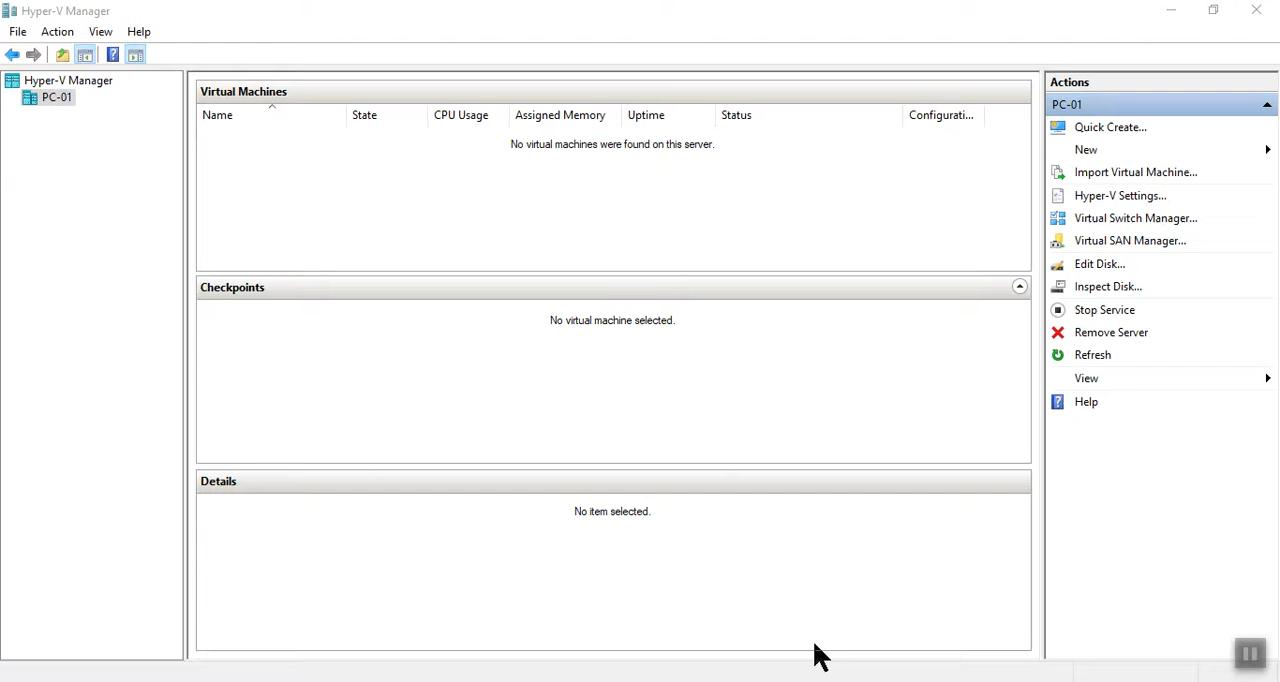 Hyper-V Manager
File Action View Help
Hyper-V Manager
PC-01
Virtual Machines
Name State CPU Usage Assigned Memory Uptime Status Configurati...
No virtual machines were found on this server.
Checkpoints
No virtual machine selected.
Details
No item selected.
Actions
PC-01
Quick Create...
New
Import Virtual Machine...
Hyper-V Settings...
Virtual Switch Manager...
Virtual SAN Manager...
Edit Disk...
Inspect Disk...
Stop Service
Remove Server
Refresh
View
Help